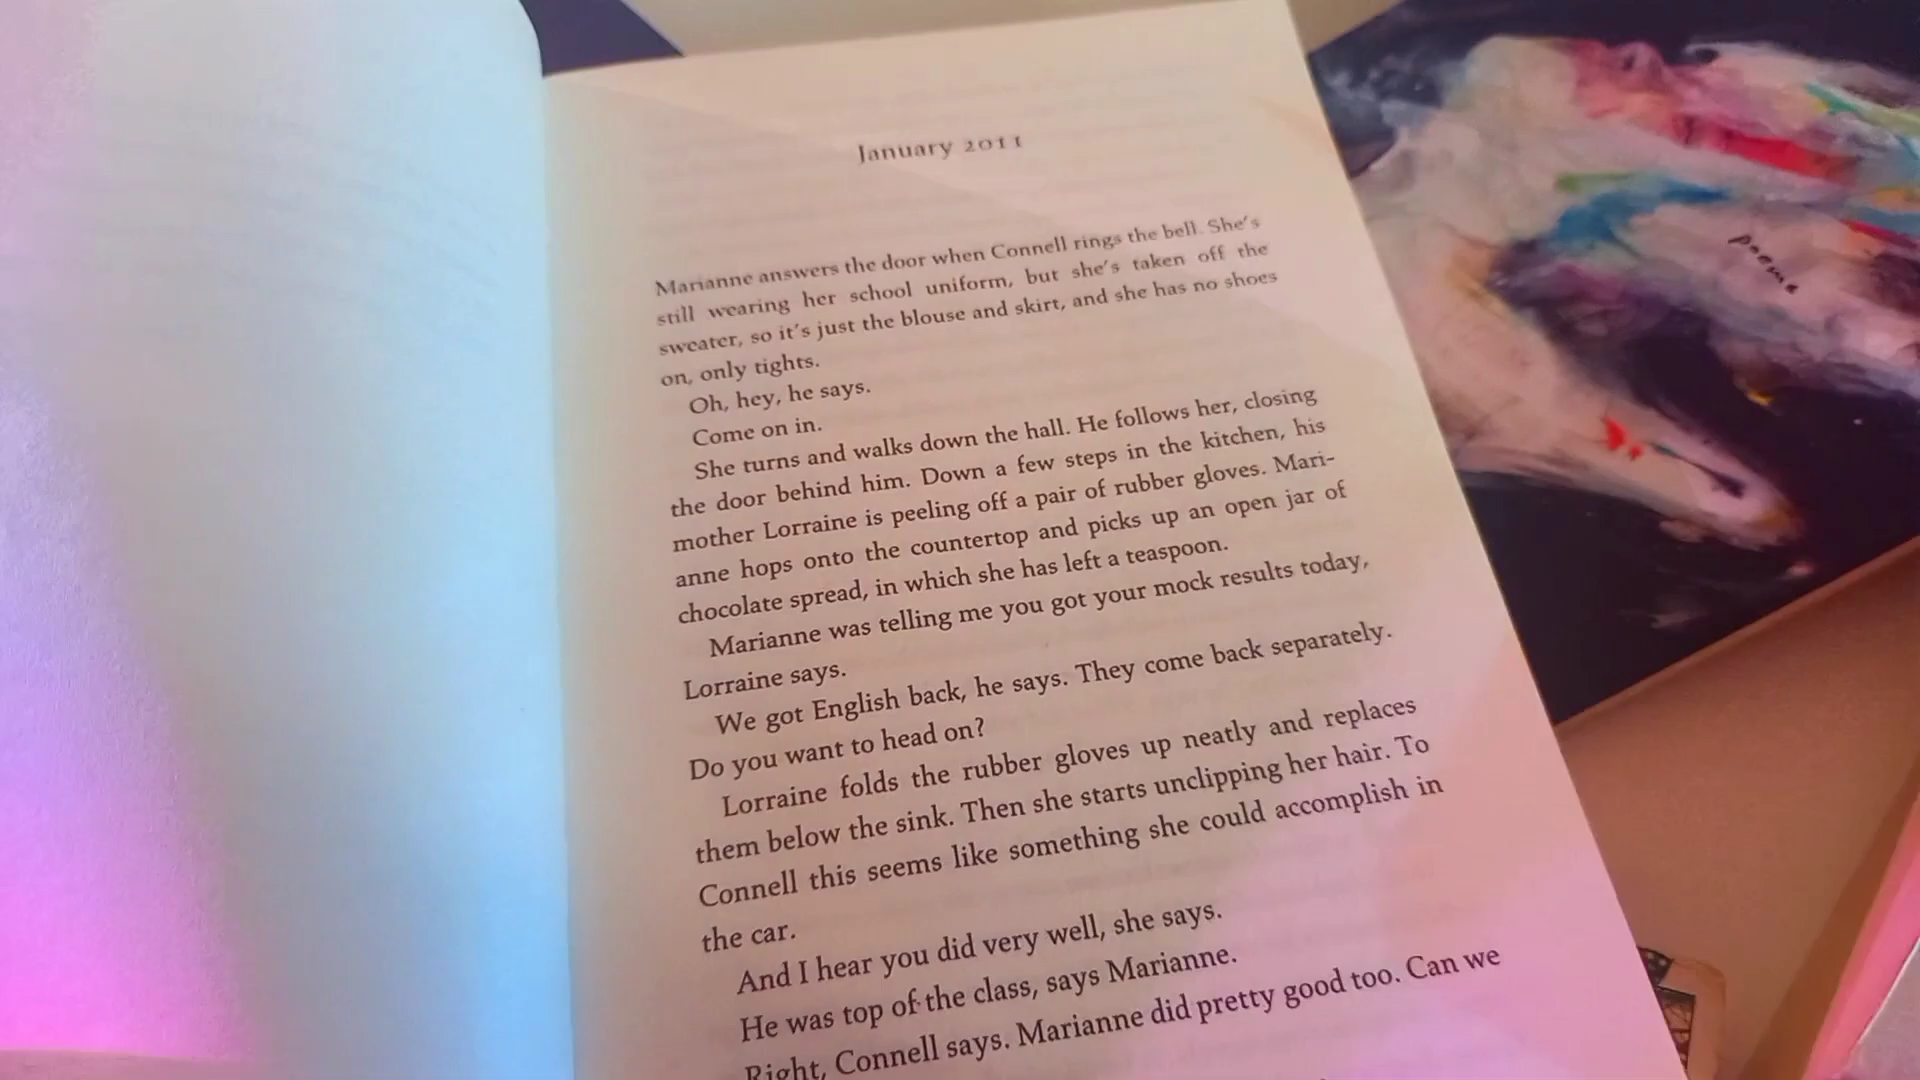 January 2011
Marianne answers the door when Connell rings the bell. She's
still wearing her school uniform, but she's taken off the
sweater, so it's just the blouse and skirt, and she has no shoes
on, only tights.
Oh, hey, he says.
Come on in.
She turns and walks down the hall. He follows her, closing
the door behind him. Down a few steps in the kitchen, his
mother Lorraine is peeling off a pair of rubber gloves. Mari-
anne hops onto the countertop and picks up an open jar of
chocolate spread, in which she has left a teaspoon.
Marianne was telling me you got your mock results today,
Lorraine says.
We got English back, he says. They come back separately.
Do you want to head on?
Lorraine folds the rubber gloves up neatly and replaces
them below the sink. Then she starts unclipping her hair. To
Connell this seems like something she could accomplish in
the car.
And I hear you did very well, she says.
He was top of the class, says Marianne.
Right, Connell says. Marianne did pretty good too. Can we
poems